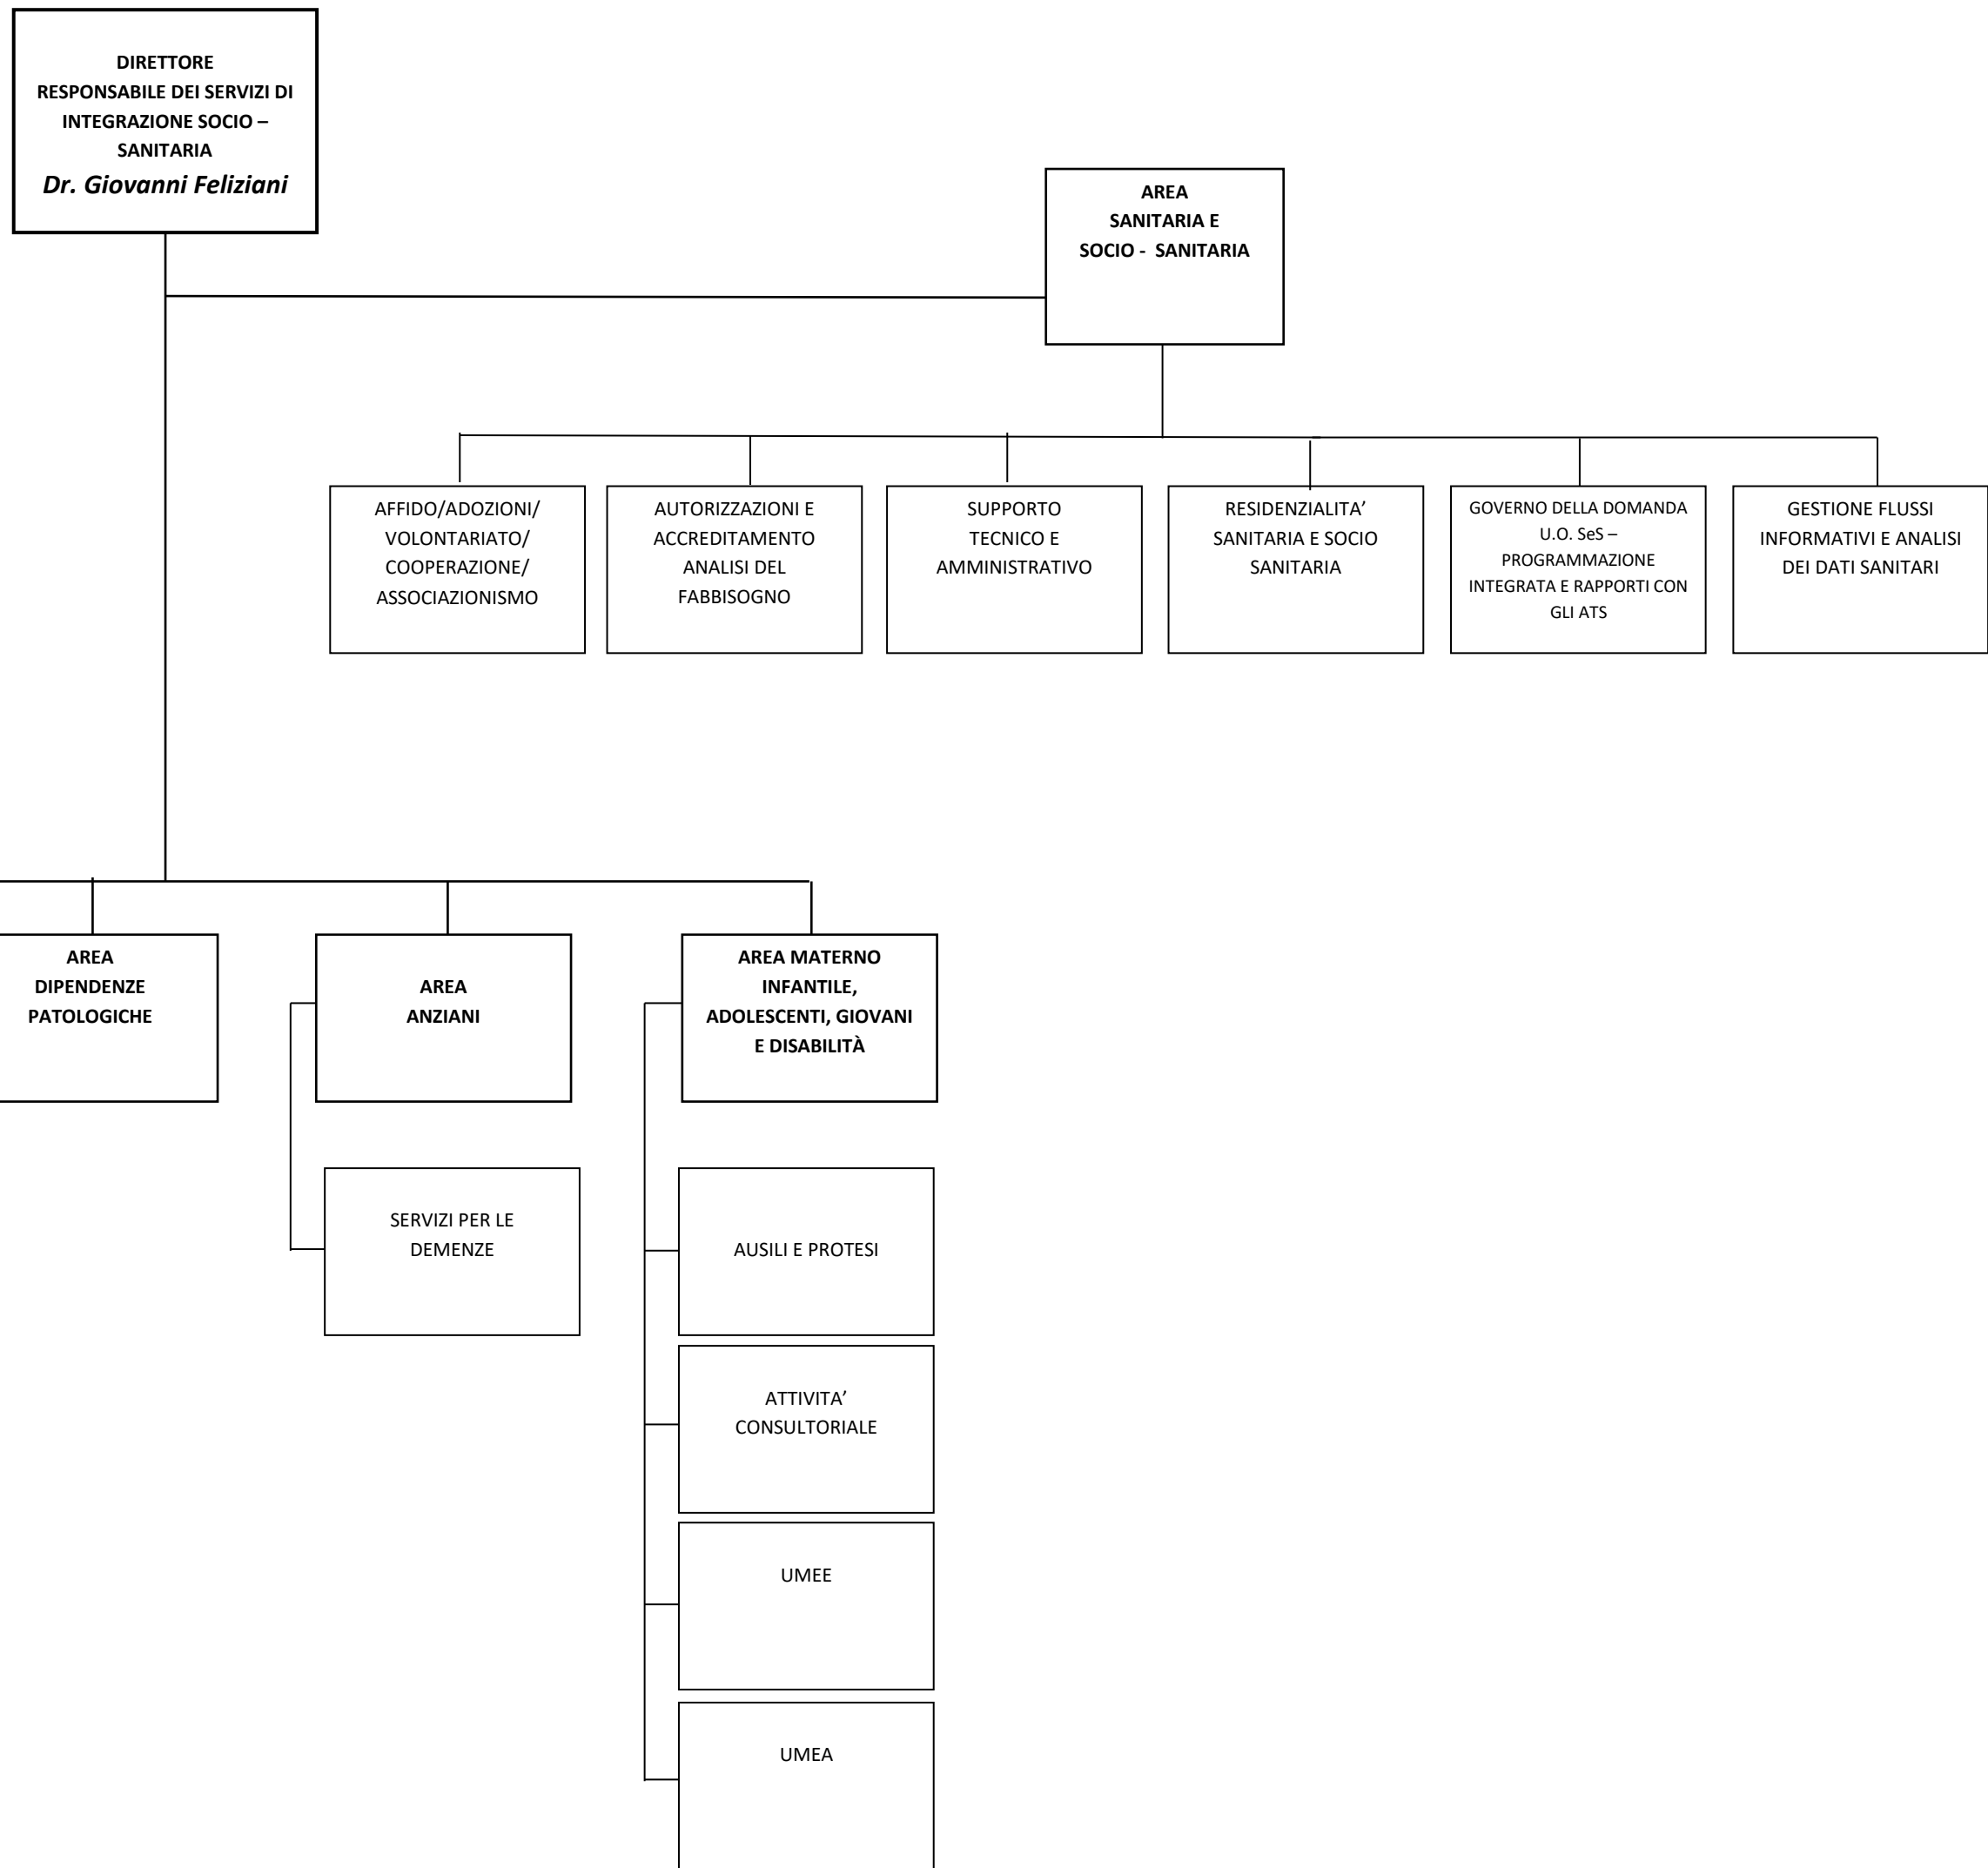 DIRETTORE
RESPONSABILE DEI SERVIZI DI
INTEGRAZIONE SOCIO –
SANITARIA
Dr. Giovanni Feliziani
AREA
SANITARIA E
SOCIO - SANITARIA
AFFIDO/ADOZIONI/
VOLONTARIATO/
COOPERAZIONE/
ASSOCIAZIONISMO
AUTORIZZAZIONI E
ACCREDITAMENTO
ANALISI DEL
FABBISOGNO
SUPPORTO
TECNICO E
AMMINISTRATIVO
RESIDENZIALITA’
SANITARIA E SOCIO
SANITARIA
GOVERNO DELLA DOMANDA
U.O. SeS –
PROGRAMMAZIONE
INTEGRATA E RAPPORTI CON
GLI ATS
GESTIONE FLUSSI
INFORMATIVI E ANALISI
DEI DATI SANITARI
AREA
DIPENDENZE
PATOLOGICHE
AREA
ANZIANI
AREA MATERNO
INFANTILE,
ADOLESCENTI, GIOVANI
E DISABILITÀ
SERVIZI PER LE
DEMENZE
AUSILI E PROTESI
ATTIVITA’
CONSULTORIALE
UMEE
UMEA